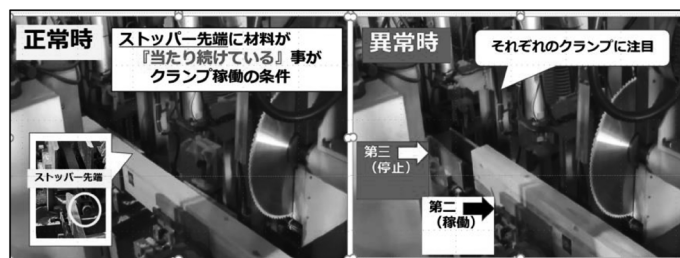 正常時
ストッパー先端に材料が
『当たり続けている』事が
クランプ稼働の条件
ストッパー先端
異常時
それぞれのクランプに注目
第三
（停止）
第二
（稼働）